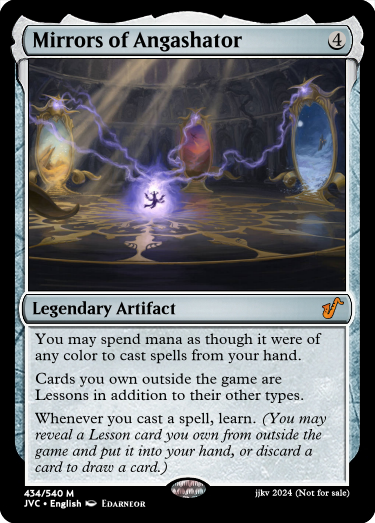 Mirrors of Angashator 4
Legendary Artifact
You may spend mana as though it were of
any color to cast spells from your hand.
Cards you own outside the game are
Lessons in addition to their other types.
Whenever you cast a spell, learn. (You may
reveal a Lesson card you own from outside the
game and put it into your hand, or discard a
card to draw a card.)
434/540 M
JVC • English Edarneor
jjkv 2024 (Not for sale)